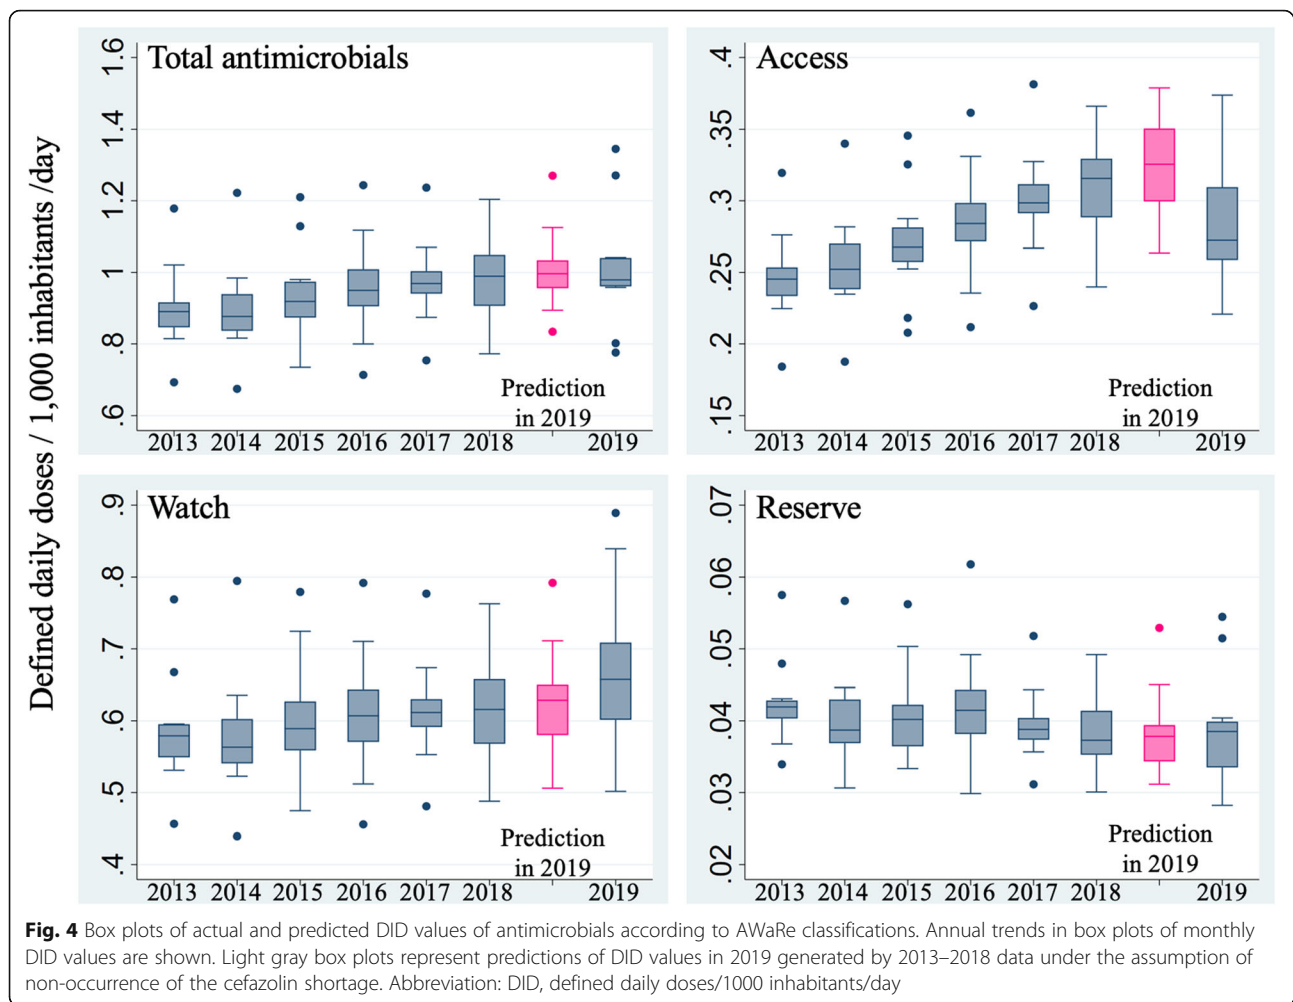 Defined daily doses / 1,000 inhabitants /day
Total antimicrobials
1.6
1.4
1.2
1
.8
.6
Prediction
in 2019
2013 2014 2015 2016 2017 2018 2019
Access
.4
.35
.3
.25
.2
.15
Prediction
in 2019
2013 2014 2015 2016 2017 2018 2019
Watch
.9
.8
.7
.6
.5
.4
Prediction
in 2019
2013 2014 2015 2016 2017 2018 2019
Reserve
.07
.06
.05
.04
.03
.02
Prediction
in 2019
2013 2014 2015 2016 2017 2018 2019
Fig. 4 Box plots of actual and predicted DID values of antimicrobials according to AWaRe classifications. Annual trends in box plots of monthly
DID values are shown. Light gray box plots represent predictions of DID values in 2019 generated by 2013–2018 data under the assumption of
non-occurrence of the cefazolin shortage. Abbreviation: DID, defined daily doses/1000 inhabitants/day